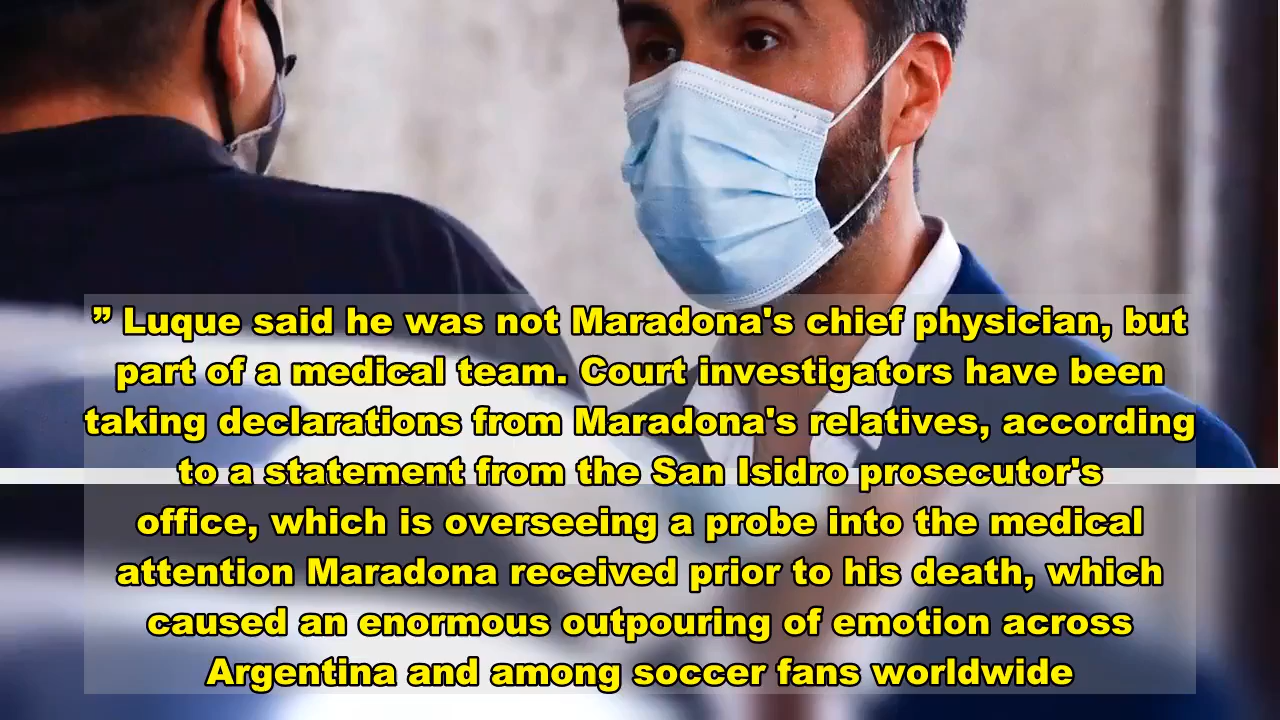 ” Luque said he was not Maradona's chief physician, but
part of a medical team. Court investigators have been
taking declarations from Maradona's relatives, according
to a statement from the San Isidro prosecutor's
office, which is overseeing a probe into the medical
attention Maradona received prior to his death, which
caused an enormous outpouring of emotion across
Argentina and among soccer fans worldwide